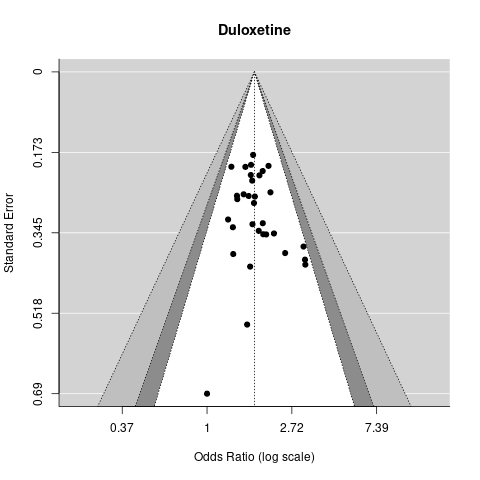 Duloxetine
0
0.173
0.345
0.518
0.69
Standard Error
0.37 1 2.72 7.39
Odds Ratio (log scale)